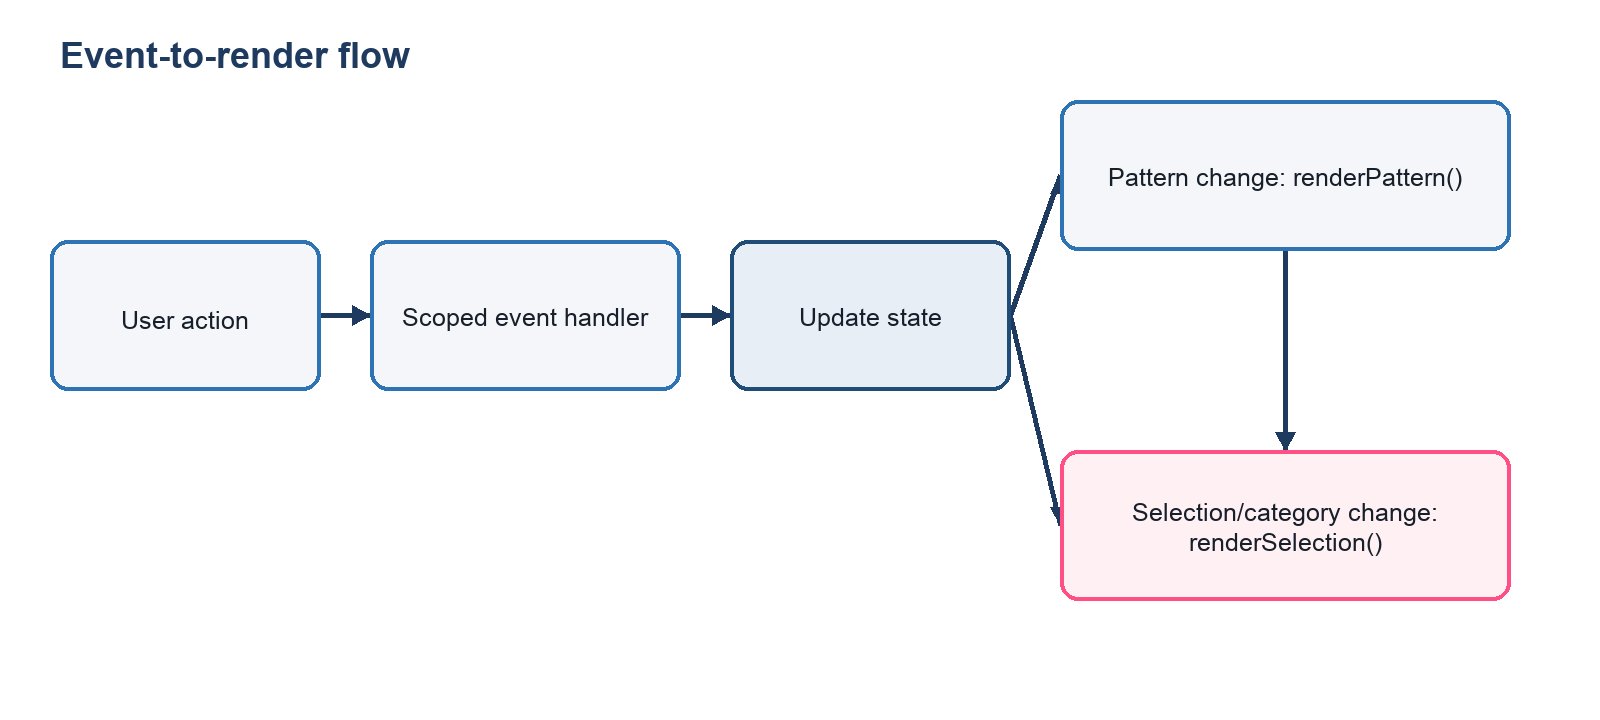 Event-to-render flow
User action
Scoped event handler
Update state
Pattern change: renderPattern()
Selection/category change:
renderSelection()